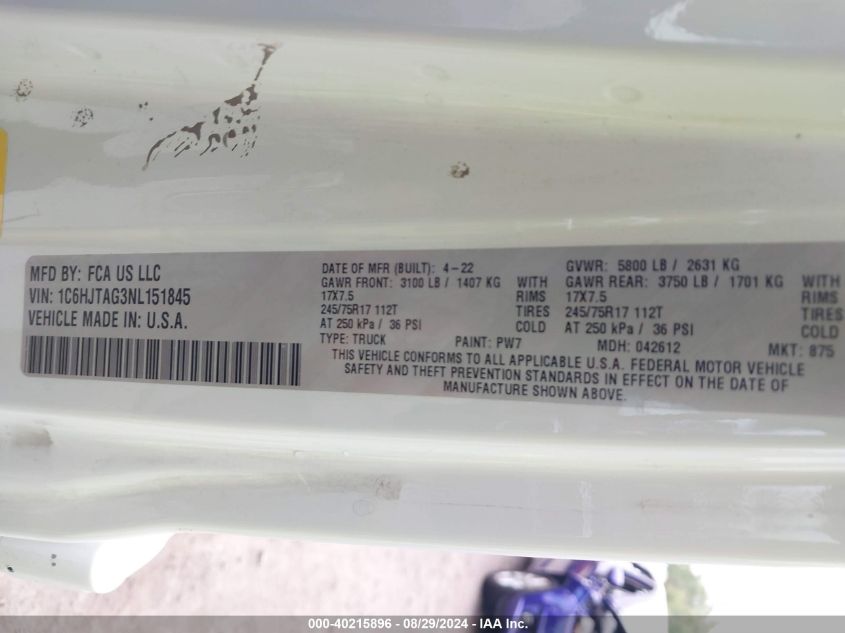 MFD BY: FCA US LLC
VIN: 1C6HJTAG3NL151845
VEHICLE MADE IN: U.S.A.
DATE OF MFR (BUILT): 4-22 GVWR: 5800 LB / 2631 KG
GAWR FRONT: 3100 LB / 1407 KG WITH GAWR REAR: 3750 LB / 1701 KG WITH
17X7.5 RIMS 17X7.5 RIMS
245/75R17 112T TIRES 245/75R17 112T TIRES
AT 250 kPa / 36 PSI COLD AT 250 kPa / 36 PSI COLD
TYPE: TRUCK PAINT: PW7 MDH: 042612 MKT: 875
THIS VEHICLE CONFORMS TO ALL APPLICABLE U.S.A. FEDERAL MOTOR VEHICLE
SAFETY AND THEFT PREVENTION STANDARDS IN EFFECT ON THE DATE OF
MANUFACTURE SHOWN ABOVE.
000-40215896 - 08/29/2024 - IAA Inc.